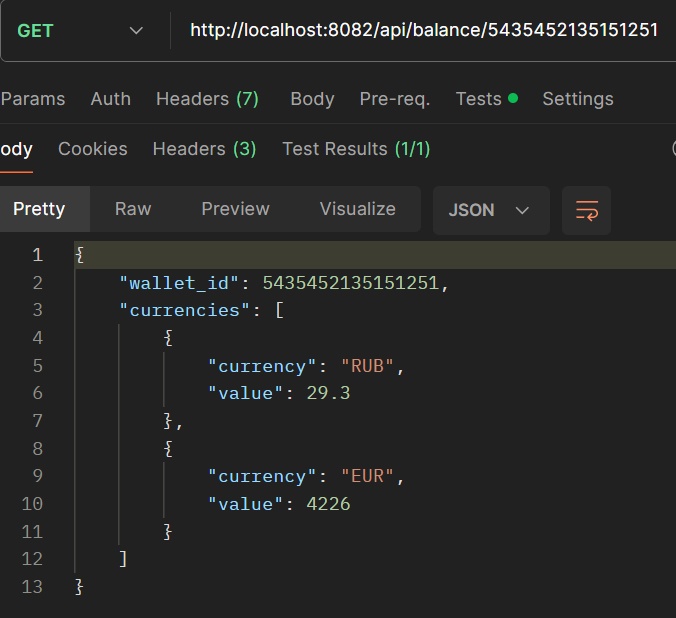 GET http://localhost:8082/api/balance/5435452135151251
Params Auth Headers (7) Body Pre-req. Tests Settings
ody Cookies Headers (3) Test Results (1/1)
Pretty Raw Preview Visualize JSON
1 {
2 "wallet_id": 5435452135151251,
3 "currencies": [
4 {
5 "currency": "RUB",
6 "value": 29.3
7 },
8 {
9 "currency": "EUR",
10 "value": 4226
11 }
12 ]
13 }